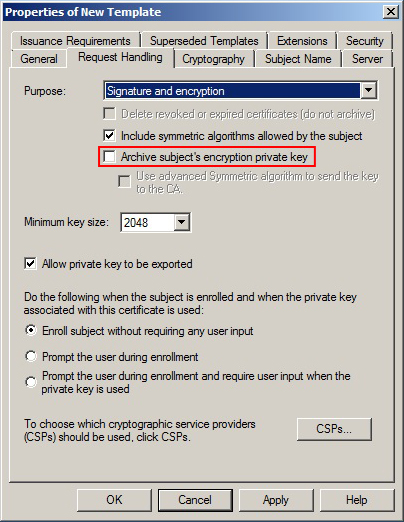 Properties of New Template
Issuance Requirements Superseded Templates Extensions Security
General Request Handling Cryptography Subject Name Server
Purpose: Signature and encryption
Delete revoked or expired certificates (do not archive)
Include symmetric algorithms allowed by the subject
Archive subject's encryption private key
Use advanced Symmetric algorithm to send the key
to the CA.
Minimum key size: 2048
Allow private key to be exported
Do the following when the subject is enrolled and when the private key
associated with this certificate is used:
Enroll subject without requiring any user input
Prompt the user during enrollment
Prompt the user during enrollment and require user input when the
private key is used
To choose which cryptographic service providers
(CSPs) should be used, click CSPs.
CSPs...
OK Cancel Apply Help